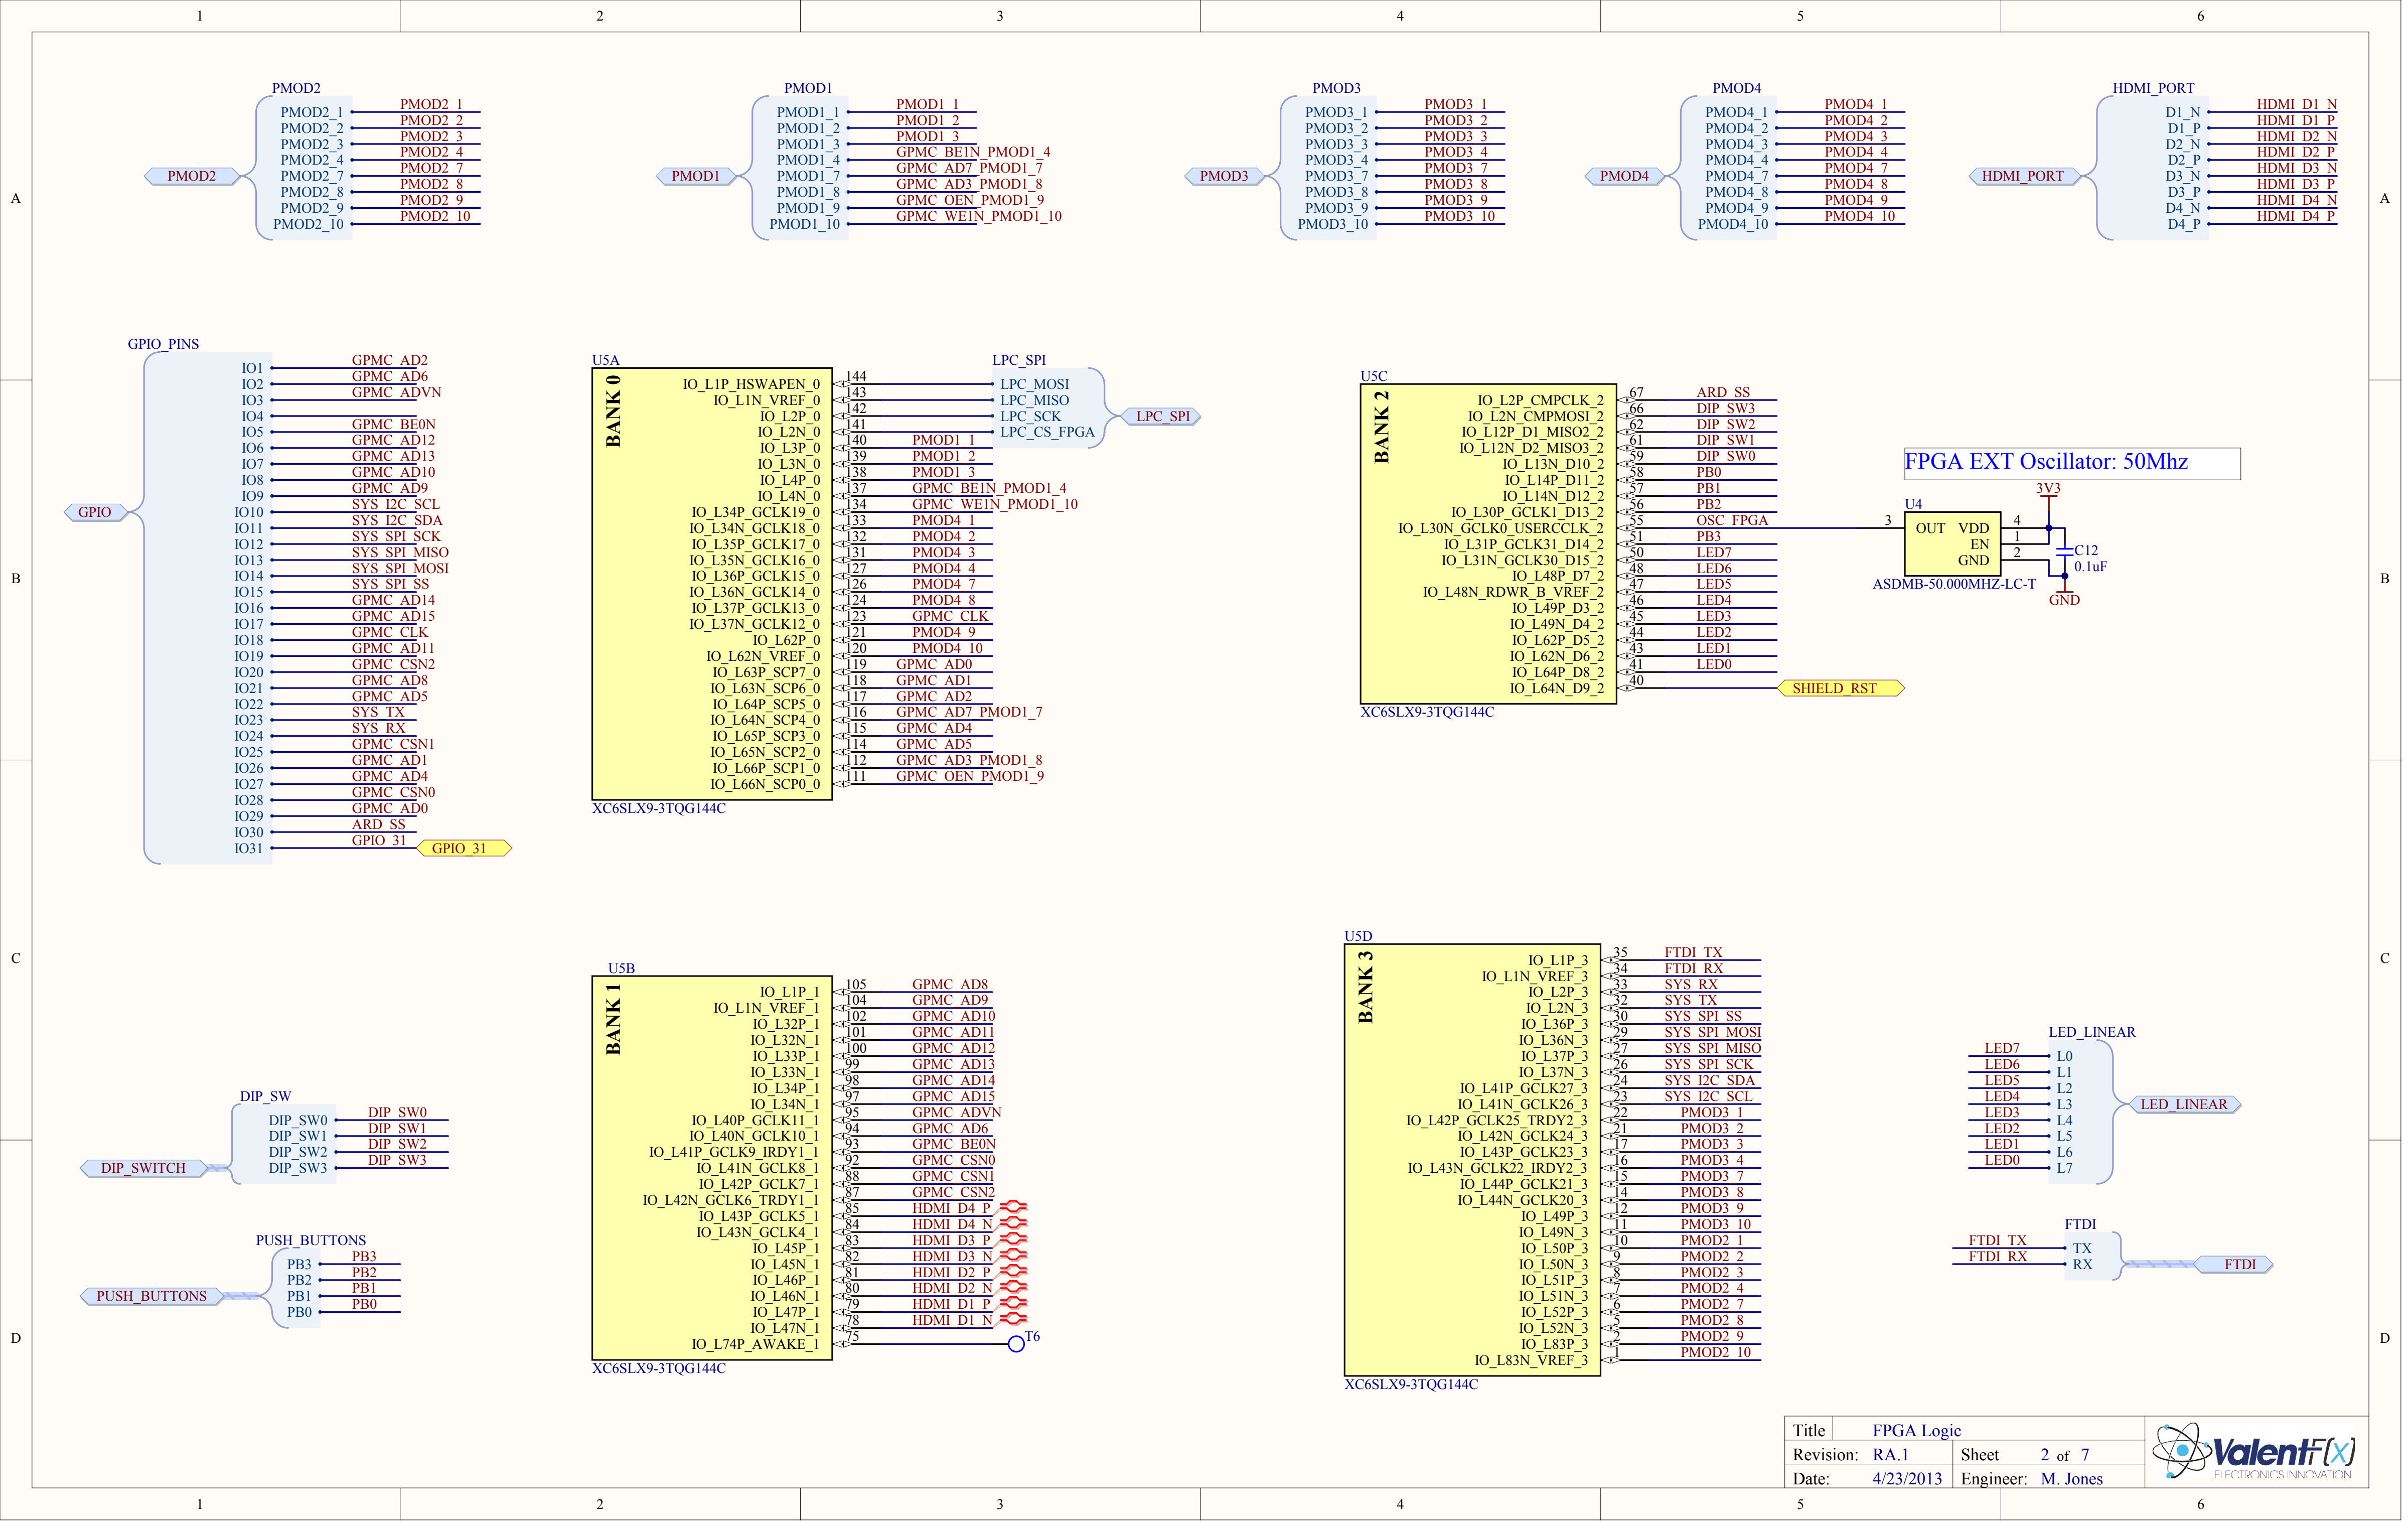 1 2 3 4 5 6
A A
B B
C C
D D
PMOD2
PMOD2
PMOD2_1 PMOD2_1
PMOD2_2 PMOD2_2
PMOD2_3 PMOD2_3
PMOD2_4 PMOD2_4
PMOD2_7 PMOD2_7
PMOD2_8 PMOD2_8
PMOD2_9 PMOD2_9
PMOD2_10 PMOD2_10
PMOD1
PMOD1
PMOD1_1 PMOD1_1
PMOD1_2 PMOD1_2
PMOD1_3 PMOD1_3
PMOD1_4 GPMC_BE1N_PMOD1_4
PMOD1_7 GPMC_AD7_PMOD1_7
PMOD1_8 GPMC_AD3_PMOD1_8
PMOD1_9 GPMC_OEN_PMOD1_9
PMOD1_10 GPMC_WE1N_PMOD1_10
PMOD3
PMOD3
PMOD3_1 PMOD3_1
PMOD3_2 PMOD3_2
PMOD3_3 PMOD3_3
PMOD3_4 PMOD3_4
PMOD3_7 PMOD3_7
PMOD3_8 PMOD3_8
PMOD3_9 PMOD3_9
PMOD3_10 PMOD3_10
PMOD4
PMOD4
PMOD4_1 PMOD4_1
PMOD4_2 PMOD4_2
PMOD4_3 PMOD4_3
PMOD4_4 PMOD4_4
PMOD4_7 PMOD4_7
PMOD4_8 PMOD4_8
PMOD4_9 PMOD4_9
PMOD4_10 PMOD4_10
HDMI_PORT
HDMI_PORT
D1_N HDMI_D1_N
D1_P HDMI_D1_P
D2_N HDMI_D2_N
D2_P HDMI_D2_P
D3_N HDMI_D3_N
D3_P HDMI_D3_P
D4_N HDMI_D4_N
D4_P HDMI_D4_P
GPIO_PINS
GPIO
IO1 GPMC_AD2
IO2 GPMC_AD6
IO3 GPMC_ADVN
IO4
IO5 GPMC_BE0N
IO6 GPMC_AD12
IO7 GPMC_AD13
IO8 GPMC_AD10
IO9 GPMC_AD9
IO10 SYS_I2C_SCL
IO11 SYS_I2C_SDA
IO12 SYS_SPI_SCK
IO13 SYS_SPI_MISO
IO14 SYS_SPI_MOSI
IO15 SYS_SPI_SS
IO16 GPMC_AD14
IO17 GPMC_AD15
IO18 GPMC_CLK
IO19 GPMC_AD11
IO20 GPMC_CSN2
IO21 GPMC_AD8
IO22 GPMC_AD5
IO23 SYS_TX
IO24 SYS_RX
IO25 GPMC_CSN1
IO26 GPMC_AD1
IO27 GPMC_AD4
IO28 GPMC_CSN0
IO29 GPMC_AD0
IO30 ARD_SS
IO31 GPIO_31 GPIO_31
U5A
BANK 0
LPC_SPI
LPC_SPI
IO_L1P_HSWAPEN_0 144 LPC_MOSI
IO_L1N_VREF_0 143 LPC_MISO
IO_L2P_0 142 LPC_SCK
IO_L2N_0 141 LPC_CS_FPGA
IO_L3P_0 140 PMOD1_1
IO_L3N_0 139 PMOD1_2
IO_L4P_0 138 PMOD1_3
IO_L4N_0 137 GPMC_BE1N_PMOD1_4
IO_L34P_GCLK19_0 134 GPMC_WE1N_PMOD1_10
IO_L34N_GCLK18_0 133 PMOD4_1
IO_L35P_GCLK17_0 132 PMOD4_2
IO_L35N_GCLK16_0 131 PMOD4_3
IO_L36P_GCLK15_0 127 PMOD4_4
IO_L36N_GCLK14_0 126 PMOD4_7
IO_L37P_GCLK13_0 124 PMOD4_8
IO_L37N_GCLK12_0 123 GPMC_CLK
IO_L62P_0 121 PMOD4_9
IO_L62N_VREF_0 120 PMOD4_10
IO_L63P_SCP7_0 119 GPMC_AD0
IO_L63N_SCP6_0 118 GPMC_AD1
IO_L64P_SCP5_0 117 GPMC_AD2
IO_L64N_SCP4_0 116 GPMC_AD7_PMOD1_7
IO_L65P_SCP3_0 115 GPMC_AD4
IO_L65N_SCP2_0 114 GPMC_AD5
IO_L66P_SCP1_0 112 GPMC_AD3_PMOD1_8
IO_L66N_SCP0_0 111 GPMC_OEN_PMOD1_9
XC6SLX9-3TQG144C
U5C
BANK 2
IO_L2P_CMPCLK_2 67 ARD_SS
IO_L2N_CMPMOSI_2 66 DIP_SW3
IO_L12P_D1_MISO2_2 62 DIP_SW2
IO_L12N_D2_MISO3_2 61 DIP_SW1
IO_L13N_D10_2 59 DIP_SW0
IO_L14P_D11_2 58 PB0
IO_L14N_D12_2 57 PB1
IO_L30P_GCLK1_D13_2 56 PB2
IO_L30N_GCLK0_USERCCLK_2 55 OSC_FPGA
IO_L31P_GCLK31_D14_2 51 PB3
IO_L31N_GCLK30_D15_2 50 LED7
IO_L48P_D7_2 48 LED6
IO_L48N_RDWR_B_VREF_2 47 LED5
IO_L49P_D3_2 46 LED4
IO_L49N_D4_2 45 LED3
IO_L62P_D5_2 44 LED2
IO_L62N_D6_2 43 LED1
IO_L64P_D8_2 41 LED0
IO_L64N_D9_2 40 SHIELD_RST
XC6SLX9-3TQG144C
FPGA EXT Oscillator: 50Mhz
3V3
U4
3 OUT VDD 4
EN 1
GND 2
C12
0.1uF
ASDMB-50.000MHZ-LC-T
GND
U5B
BANK 1
IO_L1P_1 105 GPMC_AD8
IO_L1N_VREF_1 104 GPMC_AD9
IO_L32P_1 102 GPMC_AD10
IO_L32N_1 101 GPMC_AD11
IO_L33P_1 100 GPMC_AD12
IO_L33N_1 99 GPMC_AD13
IO_L34P_1 98 GPMC_AD14
IO_L34N_1 97 GPMC_AD15
IO_L40P_GCLK11_1 95 GPMC_ADVN
IO_L40N_GCLK10_1 94 GPMC_AD6
IO_L41P_GCLK9_IRDY1_1 93 GPMC_BE0N
IO_L41N_GCLK8_1 92 GPMC_CSN0
IO_L42P_GCLK7_1 88 GPMC_CSN1
IO_L42N_GCLK6_TRDY1_1 87 GPMC_CSN2
IO_L43P_GCLK5_1 85 HDMI_D4_P
IO_L43N_GCLK4_1 84 HDMI_D4_N
IO_L45P_1 83 HDMI_D3_P
IO_L45N_1 82 HDMI_D3_N
IO_L46P_1 81 HDMI_D2_P
IO_L46N_1 80 HDMI_D2_N
IO_L47P_1 79 HDMI_D1_P
IO_L47N_1 78 HDMI_D1_N
IO_L74P_AWAKE_1 75 T6
XC6SLX9-3TQG144C
U5D
BANK 3
IO_L1P_3 35 FTDI_TX
IO_L1N_VREF_3 34 FTDI_RX
IO_L2P_3 33 SYS_RX
IO_L2N_3 32 SYS_TX
IO_L36P_3 30 SYS_SPI_SS
IO_L36N_3 29 SYS_SPI_MOSI
IO_L37P_3 27 SYS_SPI_MISO
IO_L37N_3 26 SYS_SPI_SCK
IO_L41P_GCLK27_3 24 SYS_I2C_SDA
IO_L41N_GCLK26_3 23 SYS_I2C_SCL
IO_L42P_GCLK25_TRDY2_3 22 PMOD3_1
IO_L42N_GCLK24_3 21 PMOD3_2
IO_L43P_GCLK23_3 17 PMOD3_3
IO_L43N_GCLK22_IRDY2_3 16 PMOD3_4
IO_L44P_GCLK21_3 15 PMOD3_7
IO_L44N_GCLK20_3 14 PMOD3_8
IO_L49P_3 12 PMOD3_9
IO_L49N_3 11 PMOD3_10
IO_L50P_3 10 PMOD2_1
IO_L50N_3 9 PMOD2_2
IO_L51P_3 8 PMOD2_3
IO_L51N_3 7 PMOD2_4
IO_L52P_3 6 PMOD2_7
IO_L52N_3 5 PMOD2_8
IO_L83P_3 2 PMOD2_9
IO_L83N_VREF_3 1 PMOD2_10
XC6SLX9-3TQG144C
DIP_SW
DIP_SWITCH
DIP_SW0 DIP_SW0
DIP_SW1 DIP_SW1
DIP_SW2 DIP_SW2
DIP_SW3 DIP_SW3
PUSH_BUTTONS
PUSH_BUTTONS
PB3 PB3
PB2 PB2
PB1 PB1
PB0 PB0
LED_LINEAR
LED_LINEAR
LED7 L0
LED6 L1
LED5 L2
LED4 L3
LED3 L4
LED2 L5
LED1 L6
LED0 L7
FTDI
FTDI
FTDI_TX TX
FTDI_RX RX
Title FPGA Logic
Revision: RA.1 Sheet 2 of 7
Date: 4/23/2013 Engineer: M. Jones
ValentF(x)
ELECTRONICS INNOVATION
1 2 3 4 5 6